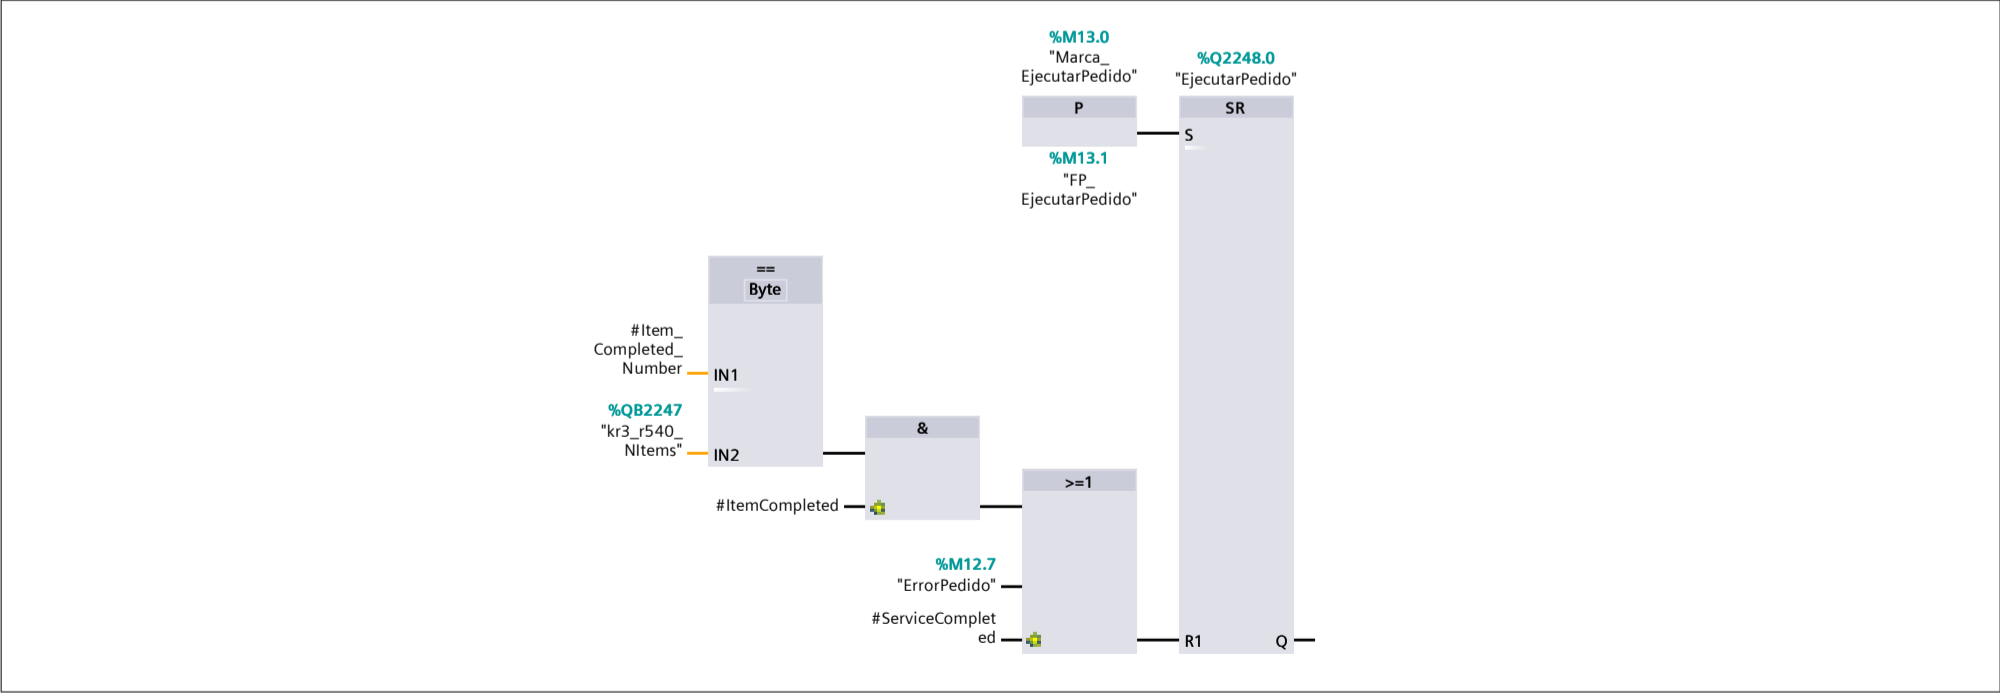 %M13.0
"Marca_
EjecutarPedido"
P
%M13.1
"FP_
EjecutarPedido"
%Q2248.0
"EjecutarPedido"
SR
S
==
Byte
#Item_
Completed_
Number
IN1
%QB2247
"kr3_r540_
NItems"
IN2
&
#ItemCompleted
>=1
%M12.7
"ErrorPedido"
#ServiceComplet
ed
R1
Q